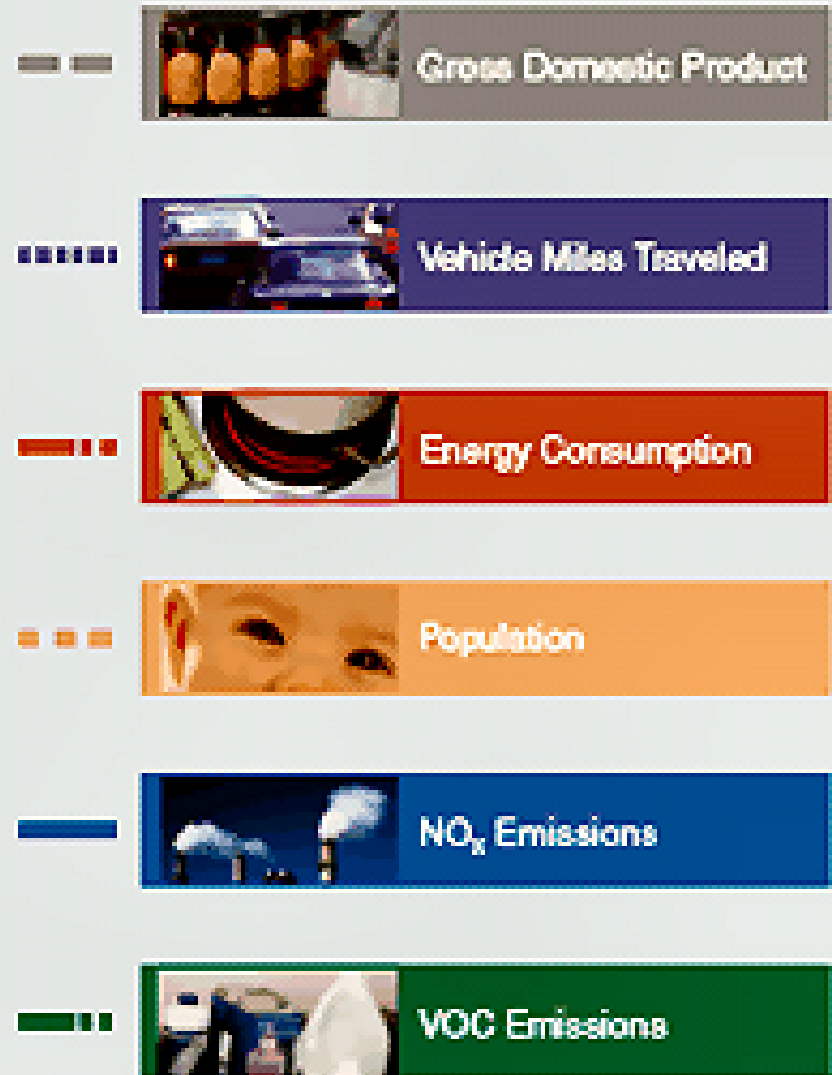 Gross Domestic Product
Vehicle Miles Traveled
Energy Consumption
Population
NOx Emissions
VOC Emissions